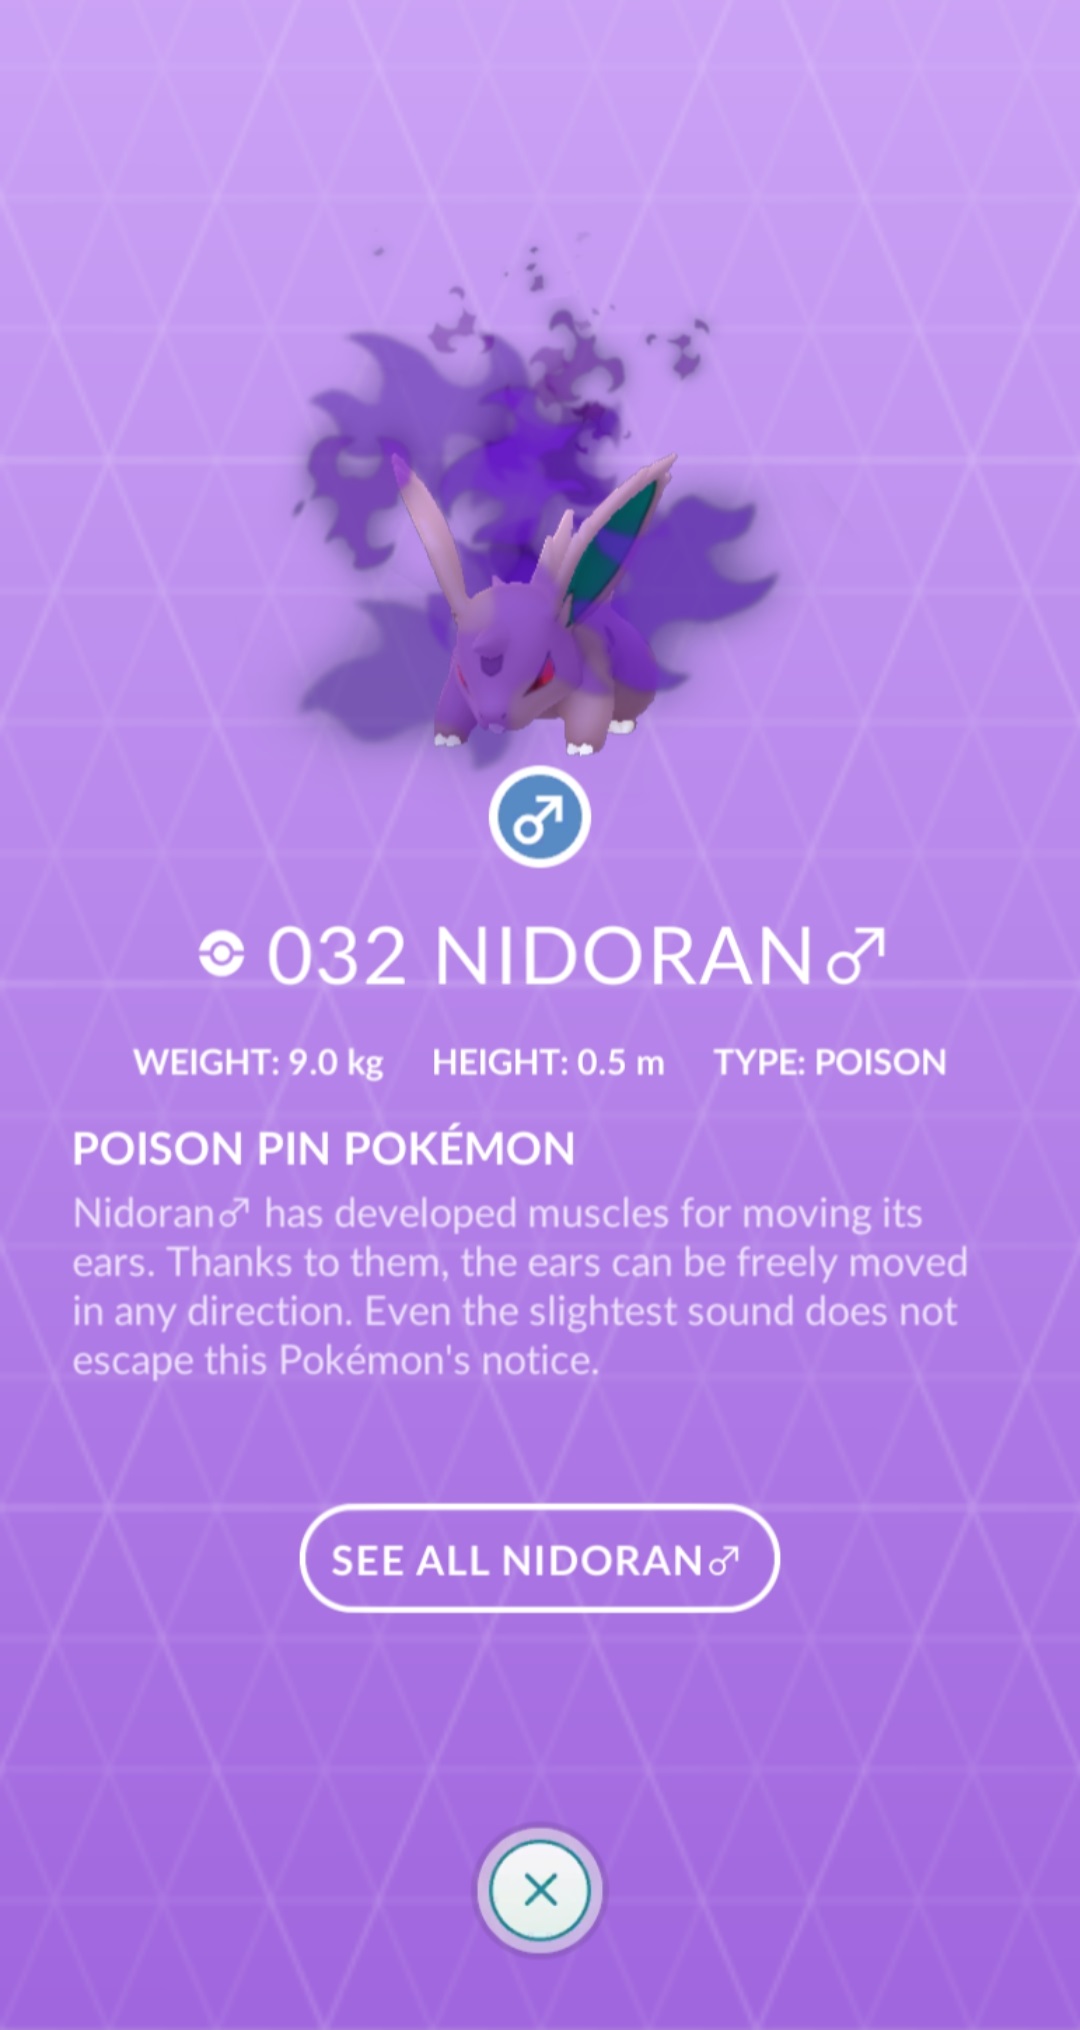 032 NIDORAN♂
WEIGHT: 9.0 kg HEIGHT: 0.5 m TYPE: POISON
POISON PIN POKÉMON
Nidoran♂ has developed muscles for moving its
ears. Thanks to them, the ears can be freely moved
in any direction. Even the slightest sound does not
escape this Pokémon's notice.
SEE ALL NIDORAN♂